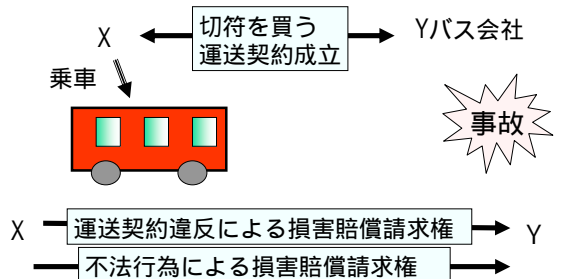 切符を買う
X
Yバス会社
運送契約成立
乗車
事故
X 運送契約違反による損害賠償請求権 Y
不法行為による損害賠償請求権